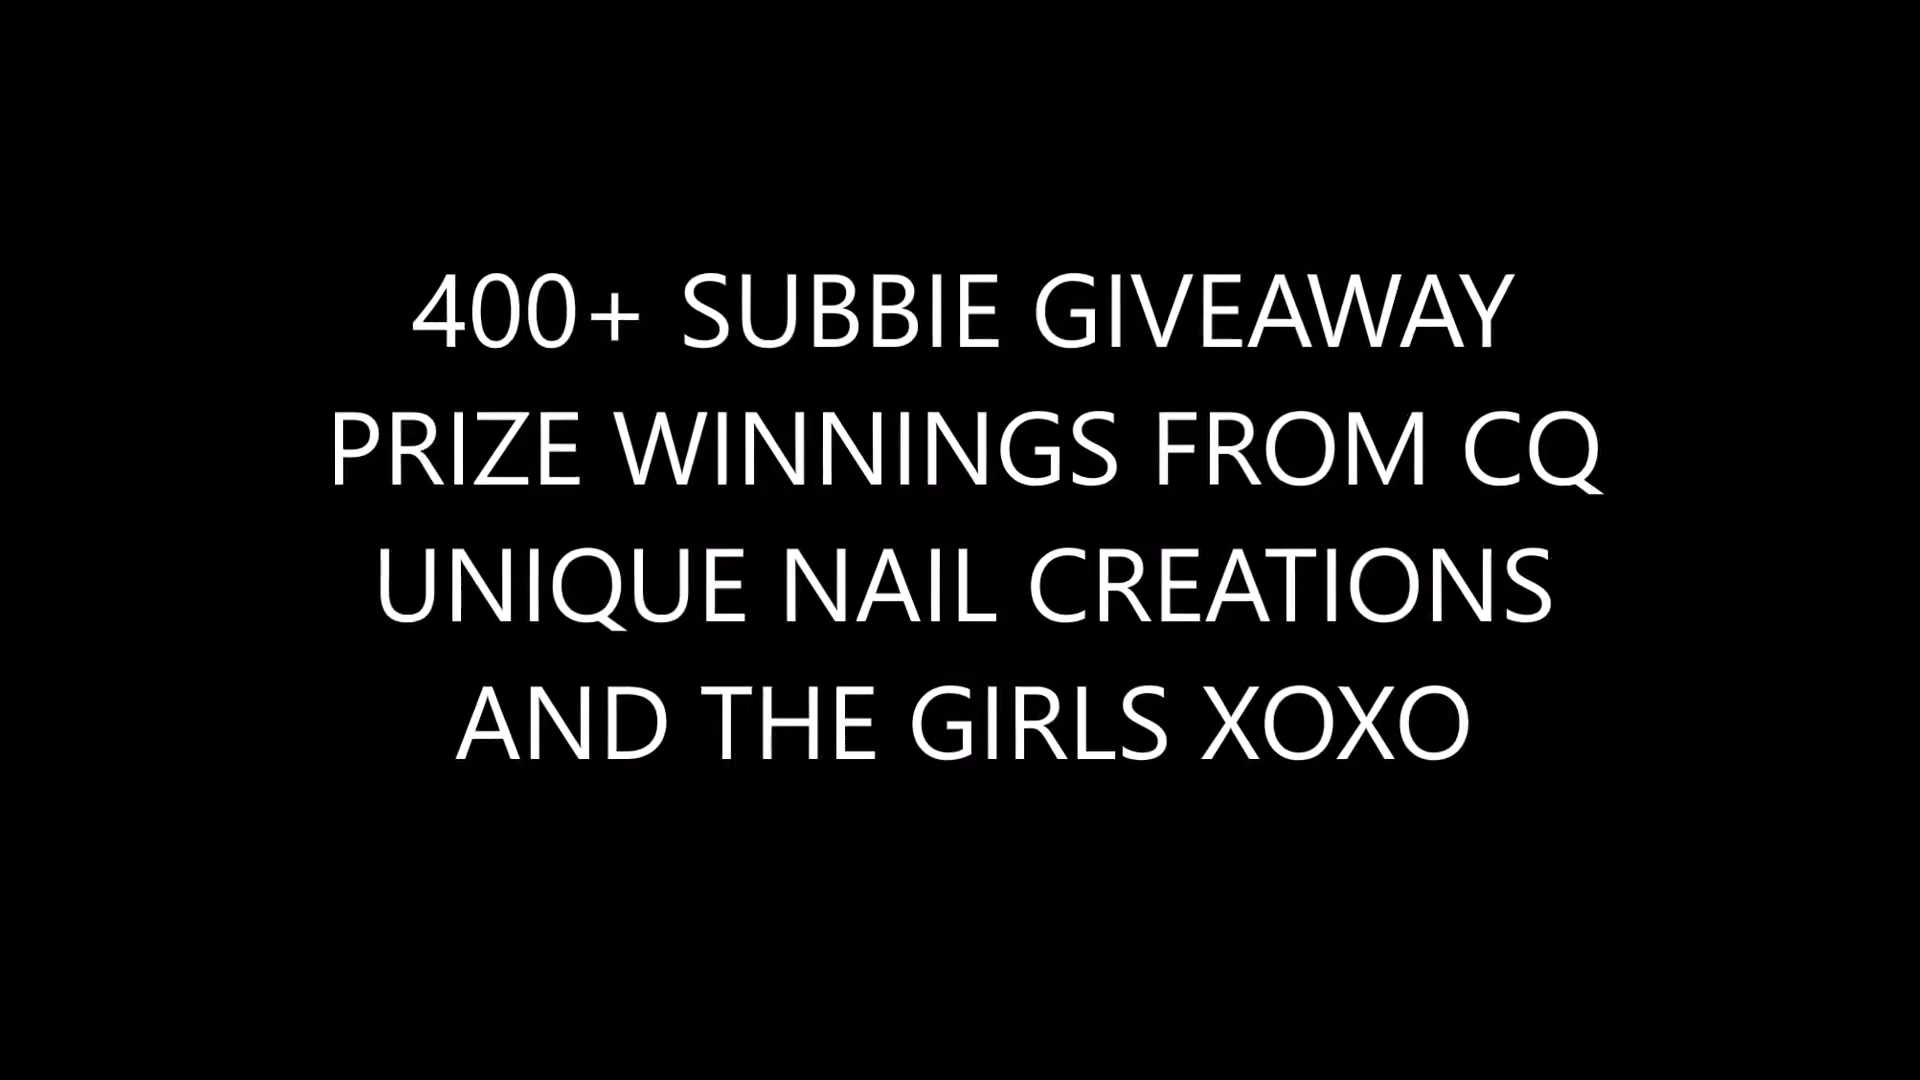 400+ SUBBIE GIVEAWAY
PRIZE WINNINGS FROM CQ
UNIQUE NAIL CREATIONS
AND THE GIRLS XOXO